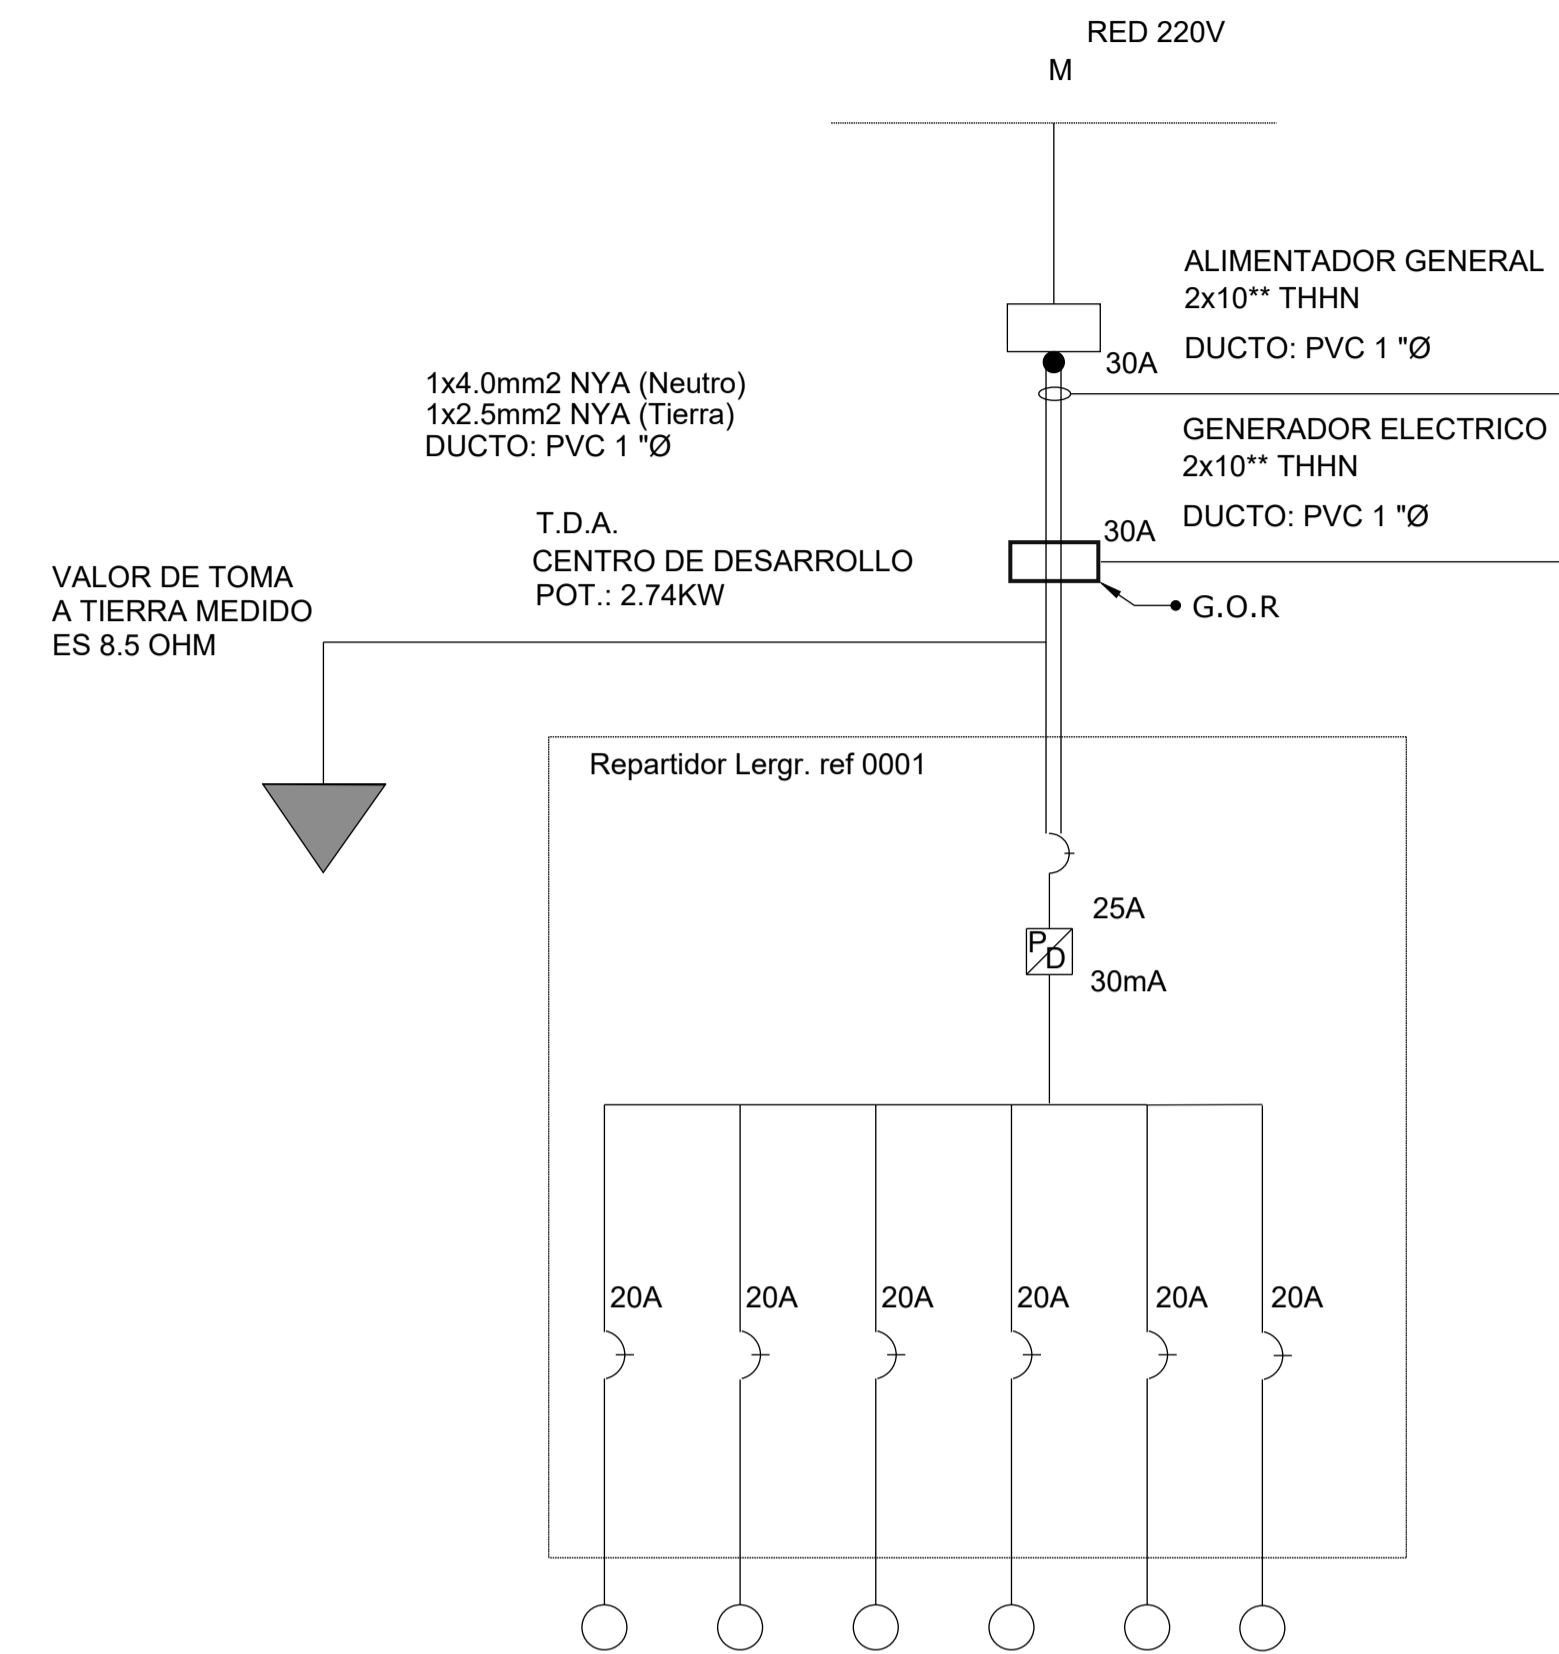 RED 220V
M
ALIMENTADOR GENERAL
2x10** THHN
DUCTO: PVC 1 "Ø
30A
1x4.0mm2 NYA (Neutro)
1x2.5mm2 NYA (Tierra)
DUCTO: PVC 1 "Ø
GENERADOR ELECTRICO
2x10** THHN
DUCTO: PVC 1 "Ø
30A
T.D.A.
CENTRO DE DESARROLLO
POT.: 2.74KW
VALOR DE TOMA
A TIERRA MEDIDO
ES 8.5 OHM
G.O.R
Repartidor Lergr. ref 0001
25A
P
D
30mA
20A 20A 20A 20A 20A 20A